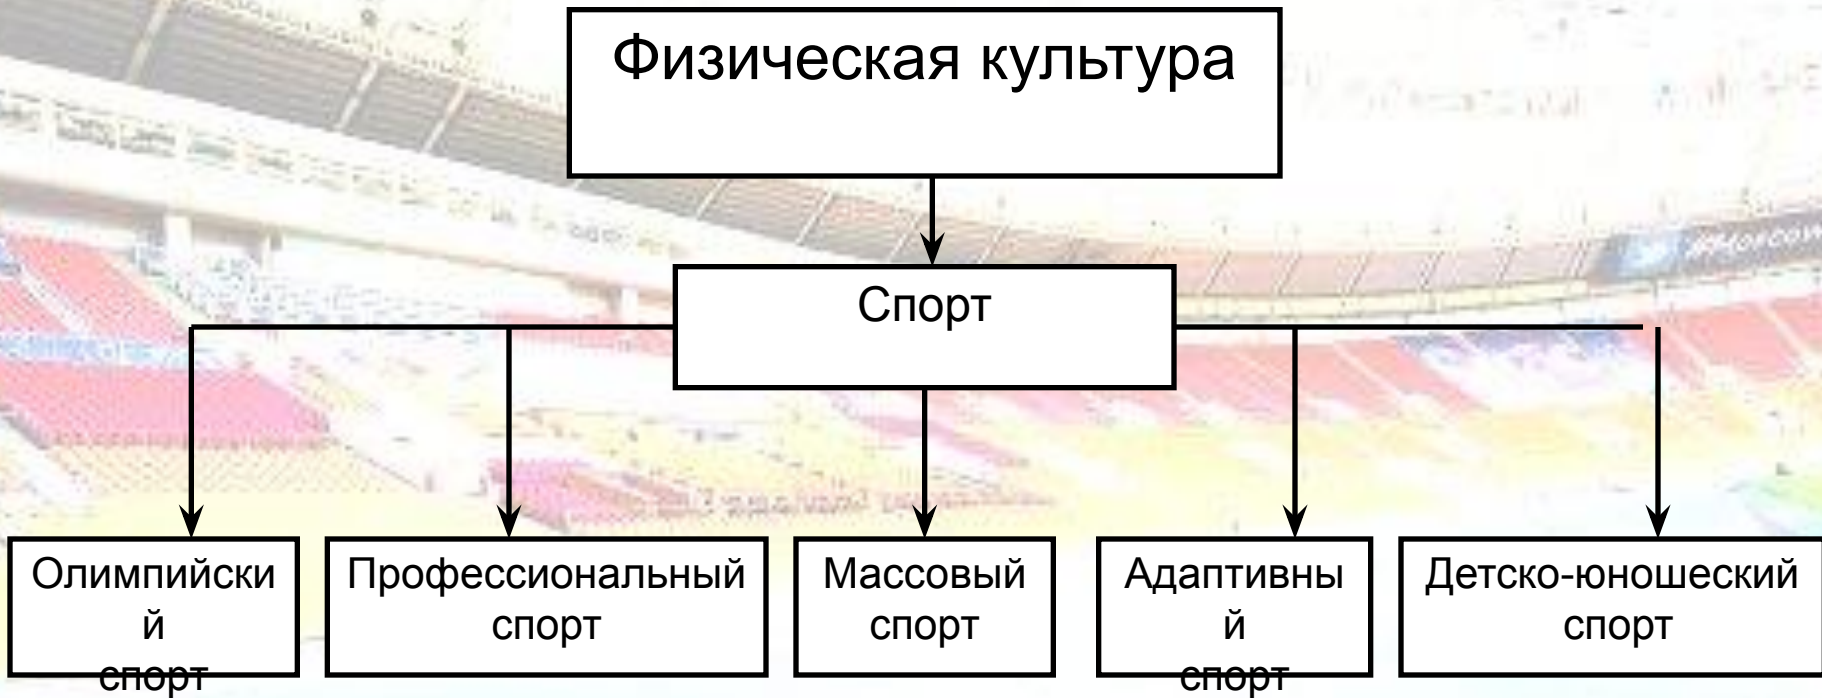 Физическая культура
Спорт
Олимпийски
й
спорт
Профессиональный
спорт
Массовый
спорт
Адаптивны
й
спорт
Детско-юношеский
спорт